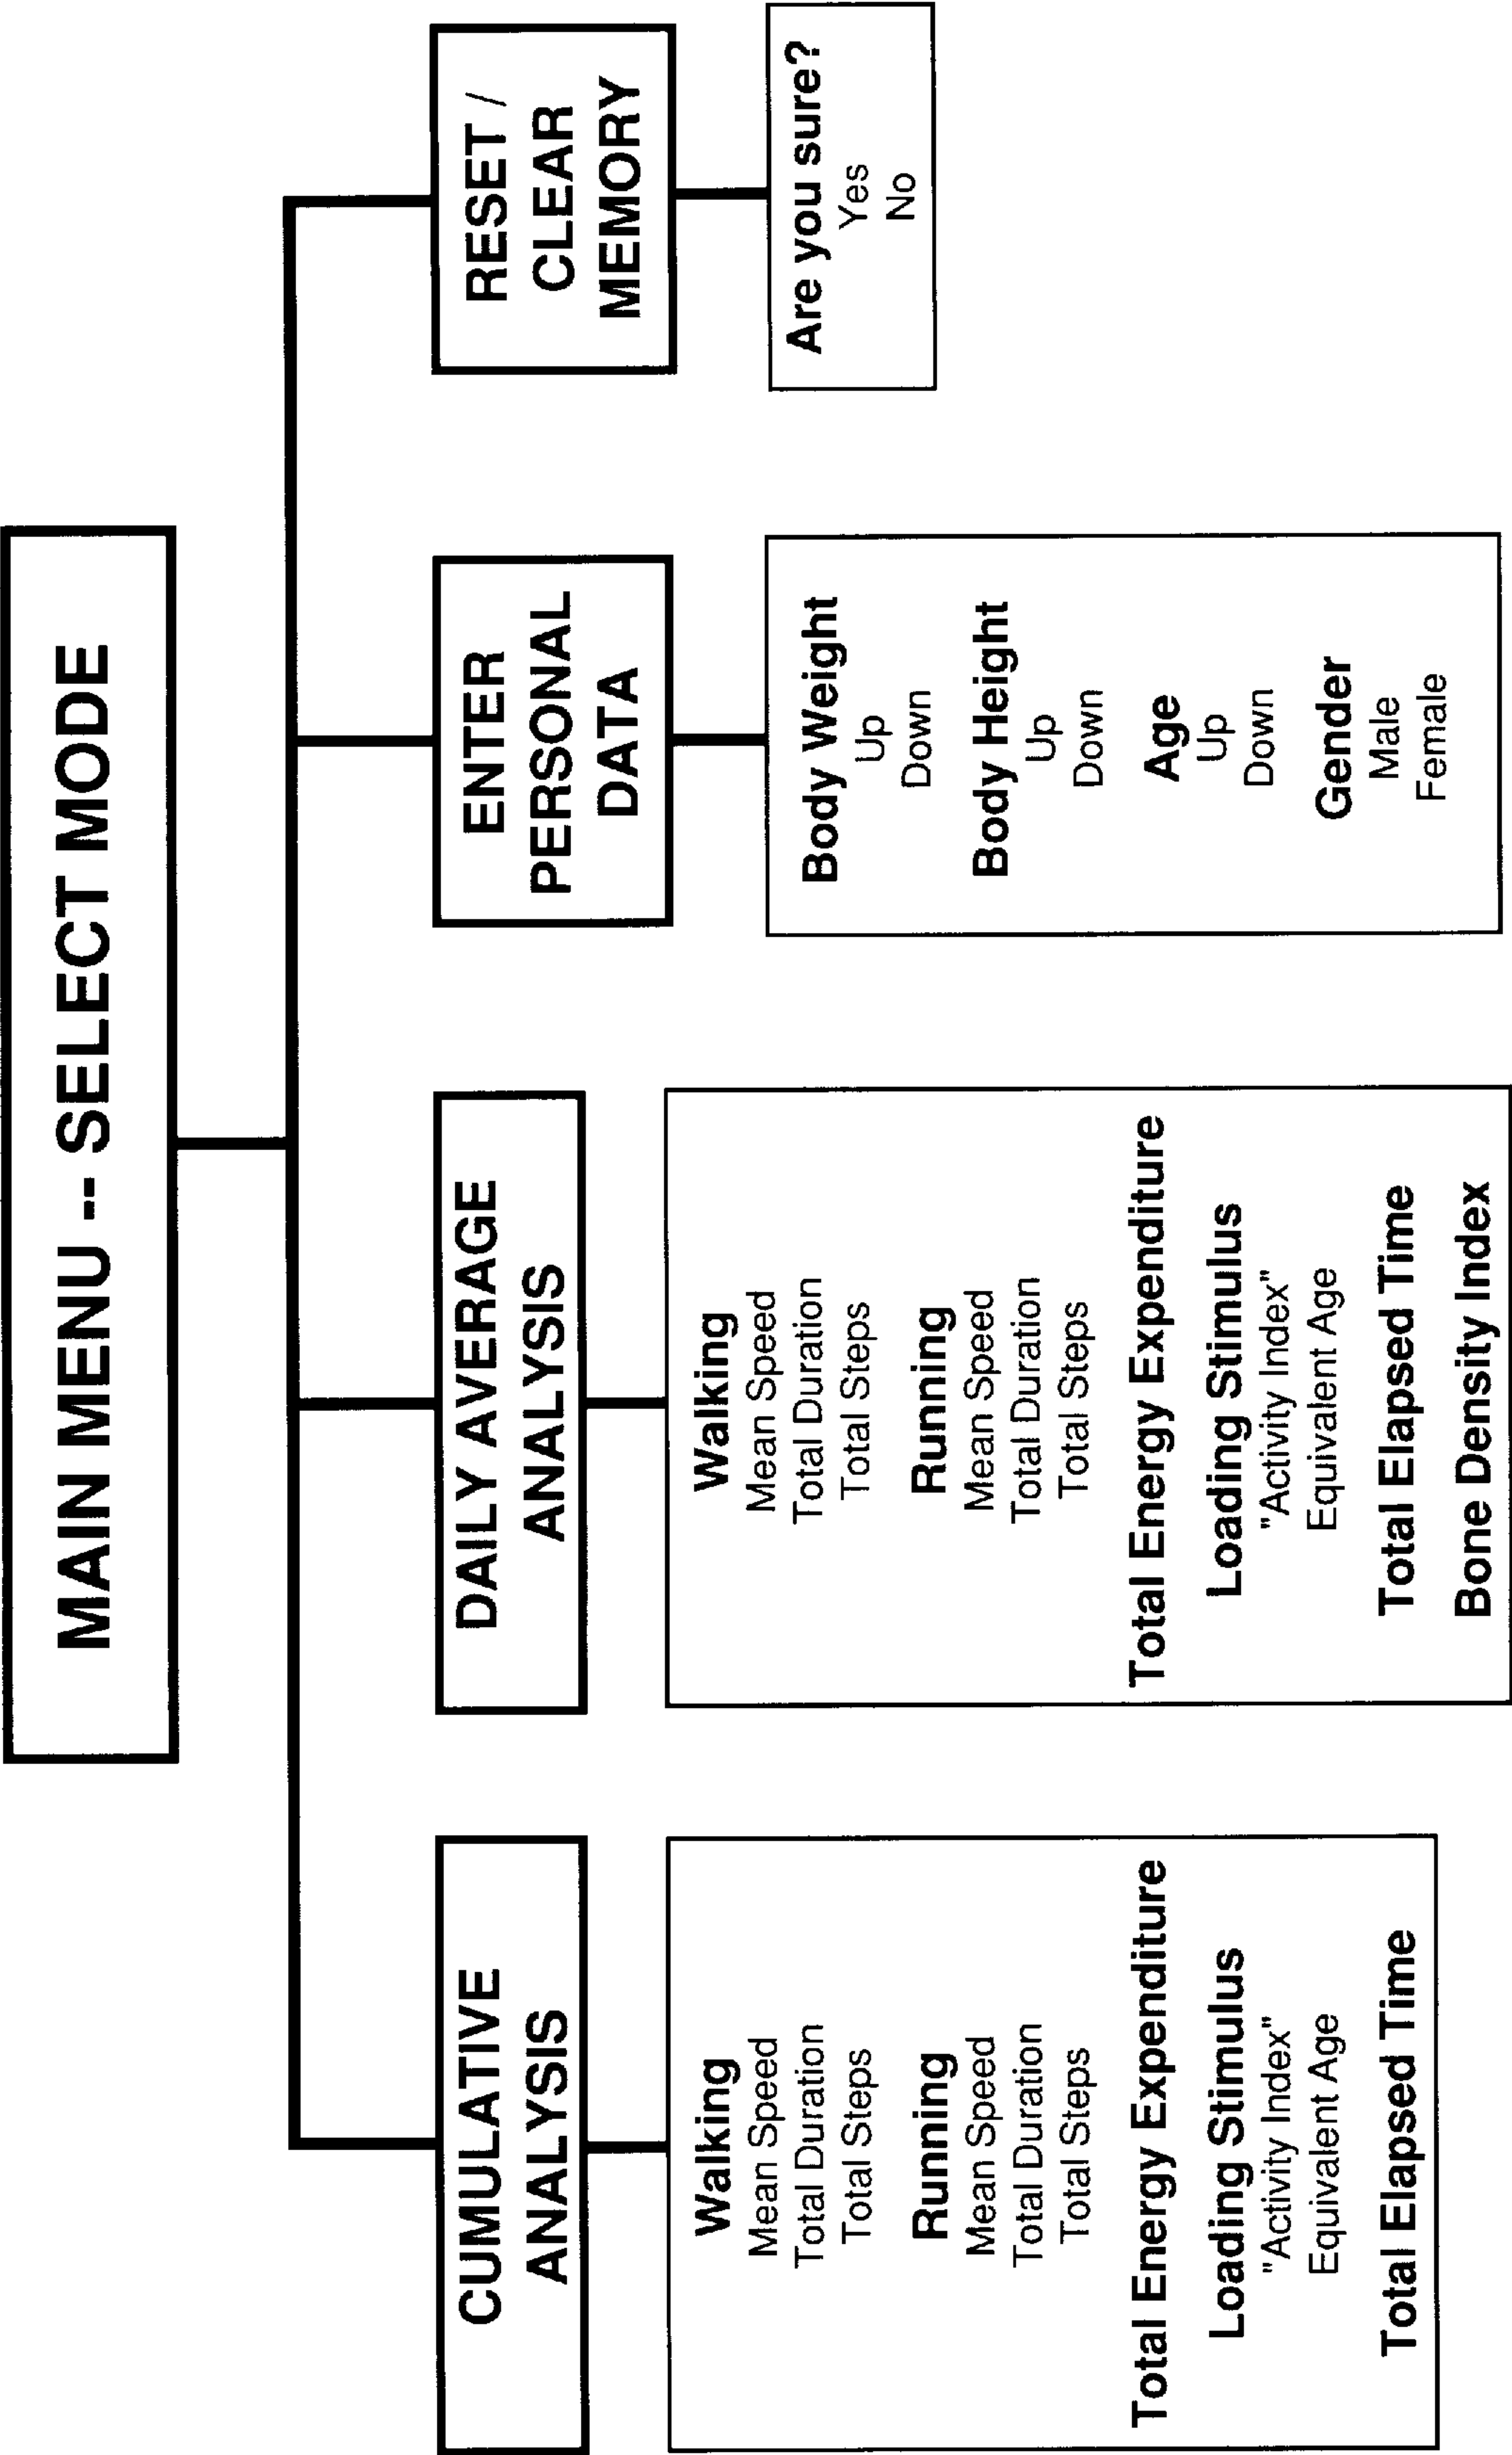 MAIN MENU -- SELECT MODE
CUMULATIVE
ANALYSIS
Walking
Mean Speed
Total Duration
Total Steps
Running
Mean Speed
Total Duration
Total Steps
Total Energy Expenditure
Loading Stimulus
"Activity Index"
Equivalent Age
Total Elapsed Time
DAILY AVERAGE
ANALYSIS
Walking
Mean Speed
Total Duration
Total Steps
Running
Mean Speed
Total Duration
Total Steps
Total Energy Expenditure
Loading Stimulus
"Activity Index"
Equivalent Age
Total Elapsed Time
Bone Density Index
ENTER
PERSONAL
DATA
Body Weight
Up
Down
Body Height
Up
Down
Age
Up
Down
Gender
Male
Female
RESET /
CLEAR
MEMORY
Are you sure?
Yes
No